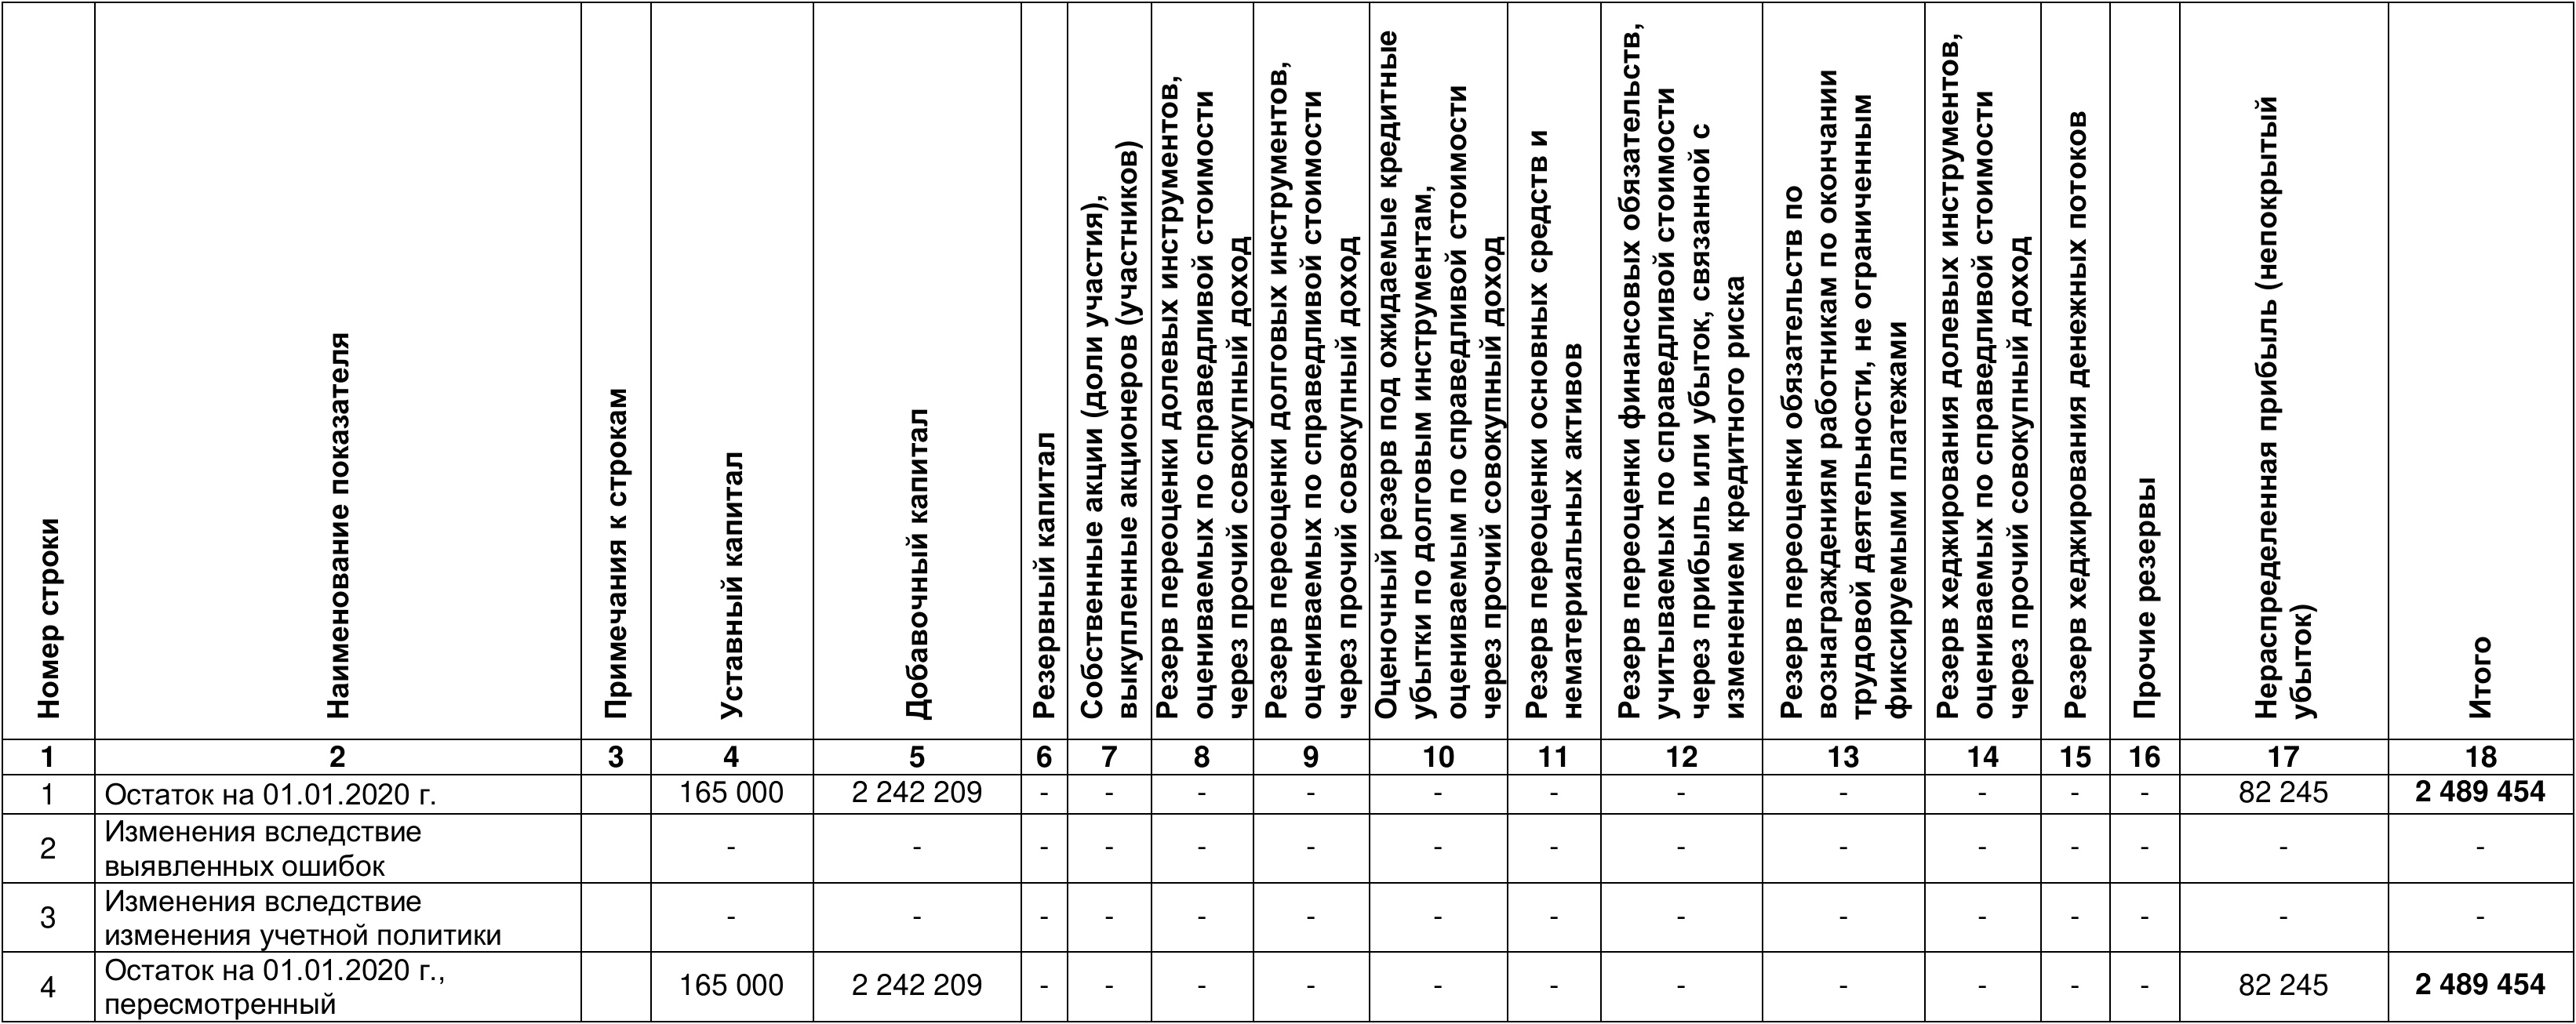 Номер строки
Наименование показателя
Примечания к строкам
Уставный капитал
Добавочный капитал
Резервный капитал
Собственные акции (доли участия),
выкупленные акционеров (участников)
Резерв переоценки долевых инструментов,
оцениваемых по справедливой стоимости
через прочий совокупный доход
Резерв переоценки долговых инструментов,
оцениваемых по справедливой стоимости
через прочий совокупный доход
Оценочный резерв под ожидаемые кредитные
убытки по долговым инструментам,
оцениваемым по справедливой стоимости
через прочий совокупный доход
Резерв переоценки основных средств и
нематериальных активов
Резерв переоценки финансовых обязательств,
учитываемых по справедливой стоимости
через прибыль или убыток, связанной с
изменением кредитного риска
Резерв переоценки обязательств по
вознаграждениям работникам по окончании
трудовой деятельности, не ограниченным
фиксируемыми платежами
Резерв хеджирования долевых инструментов,
оцениваемых по справедливой стоимости
через прочий совокупный доход
Резерв хеджирования денежных потоков
Прочие резервы
Нераспределенная прибыль (непокрытый
убыток)
Итого
1 2 3 4 5 6 7 8 9 10 11 12 13 14 15 16 17 18
1 Остаток на 01.01.2020 г. 165 000 2 242 209 - - - - - - - - - - - 82 245 2 489 454
Изменения вследствие
2 - - - - - - - - - - - - - - -
выявленных ошибок
Изменения вследствие
3 - - - - - - - - - - - - - - -
изменения учетной политики
Остаток на 01.01.2020 г.,
4 165 000 2 242 209 - - - - - - - - - - - 82 245 2 489 454
пересмотренный